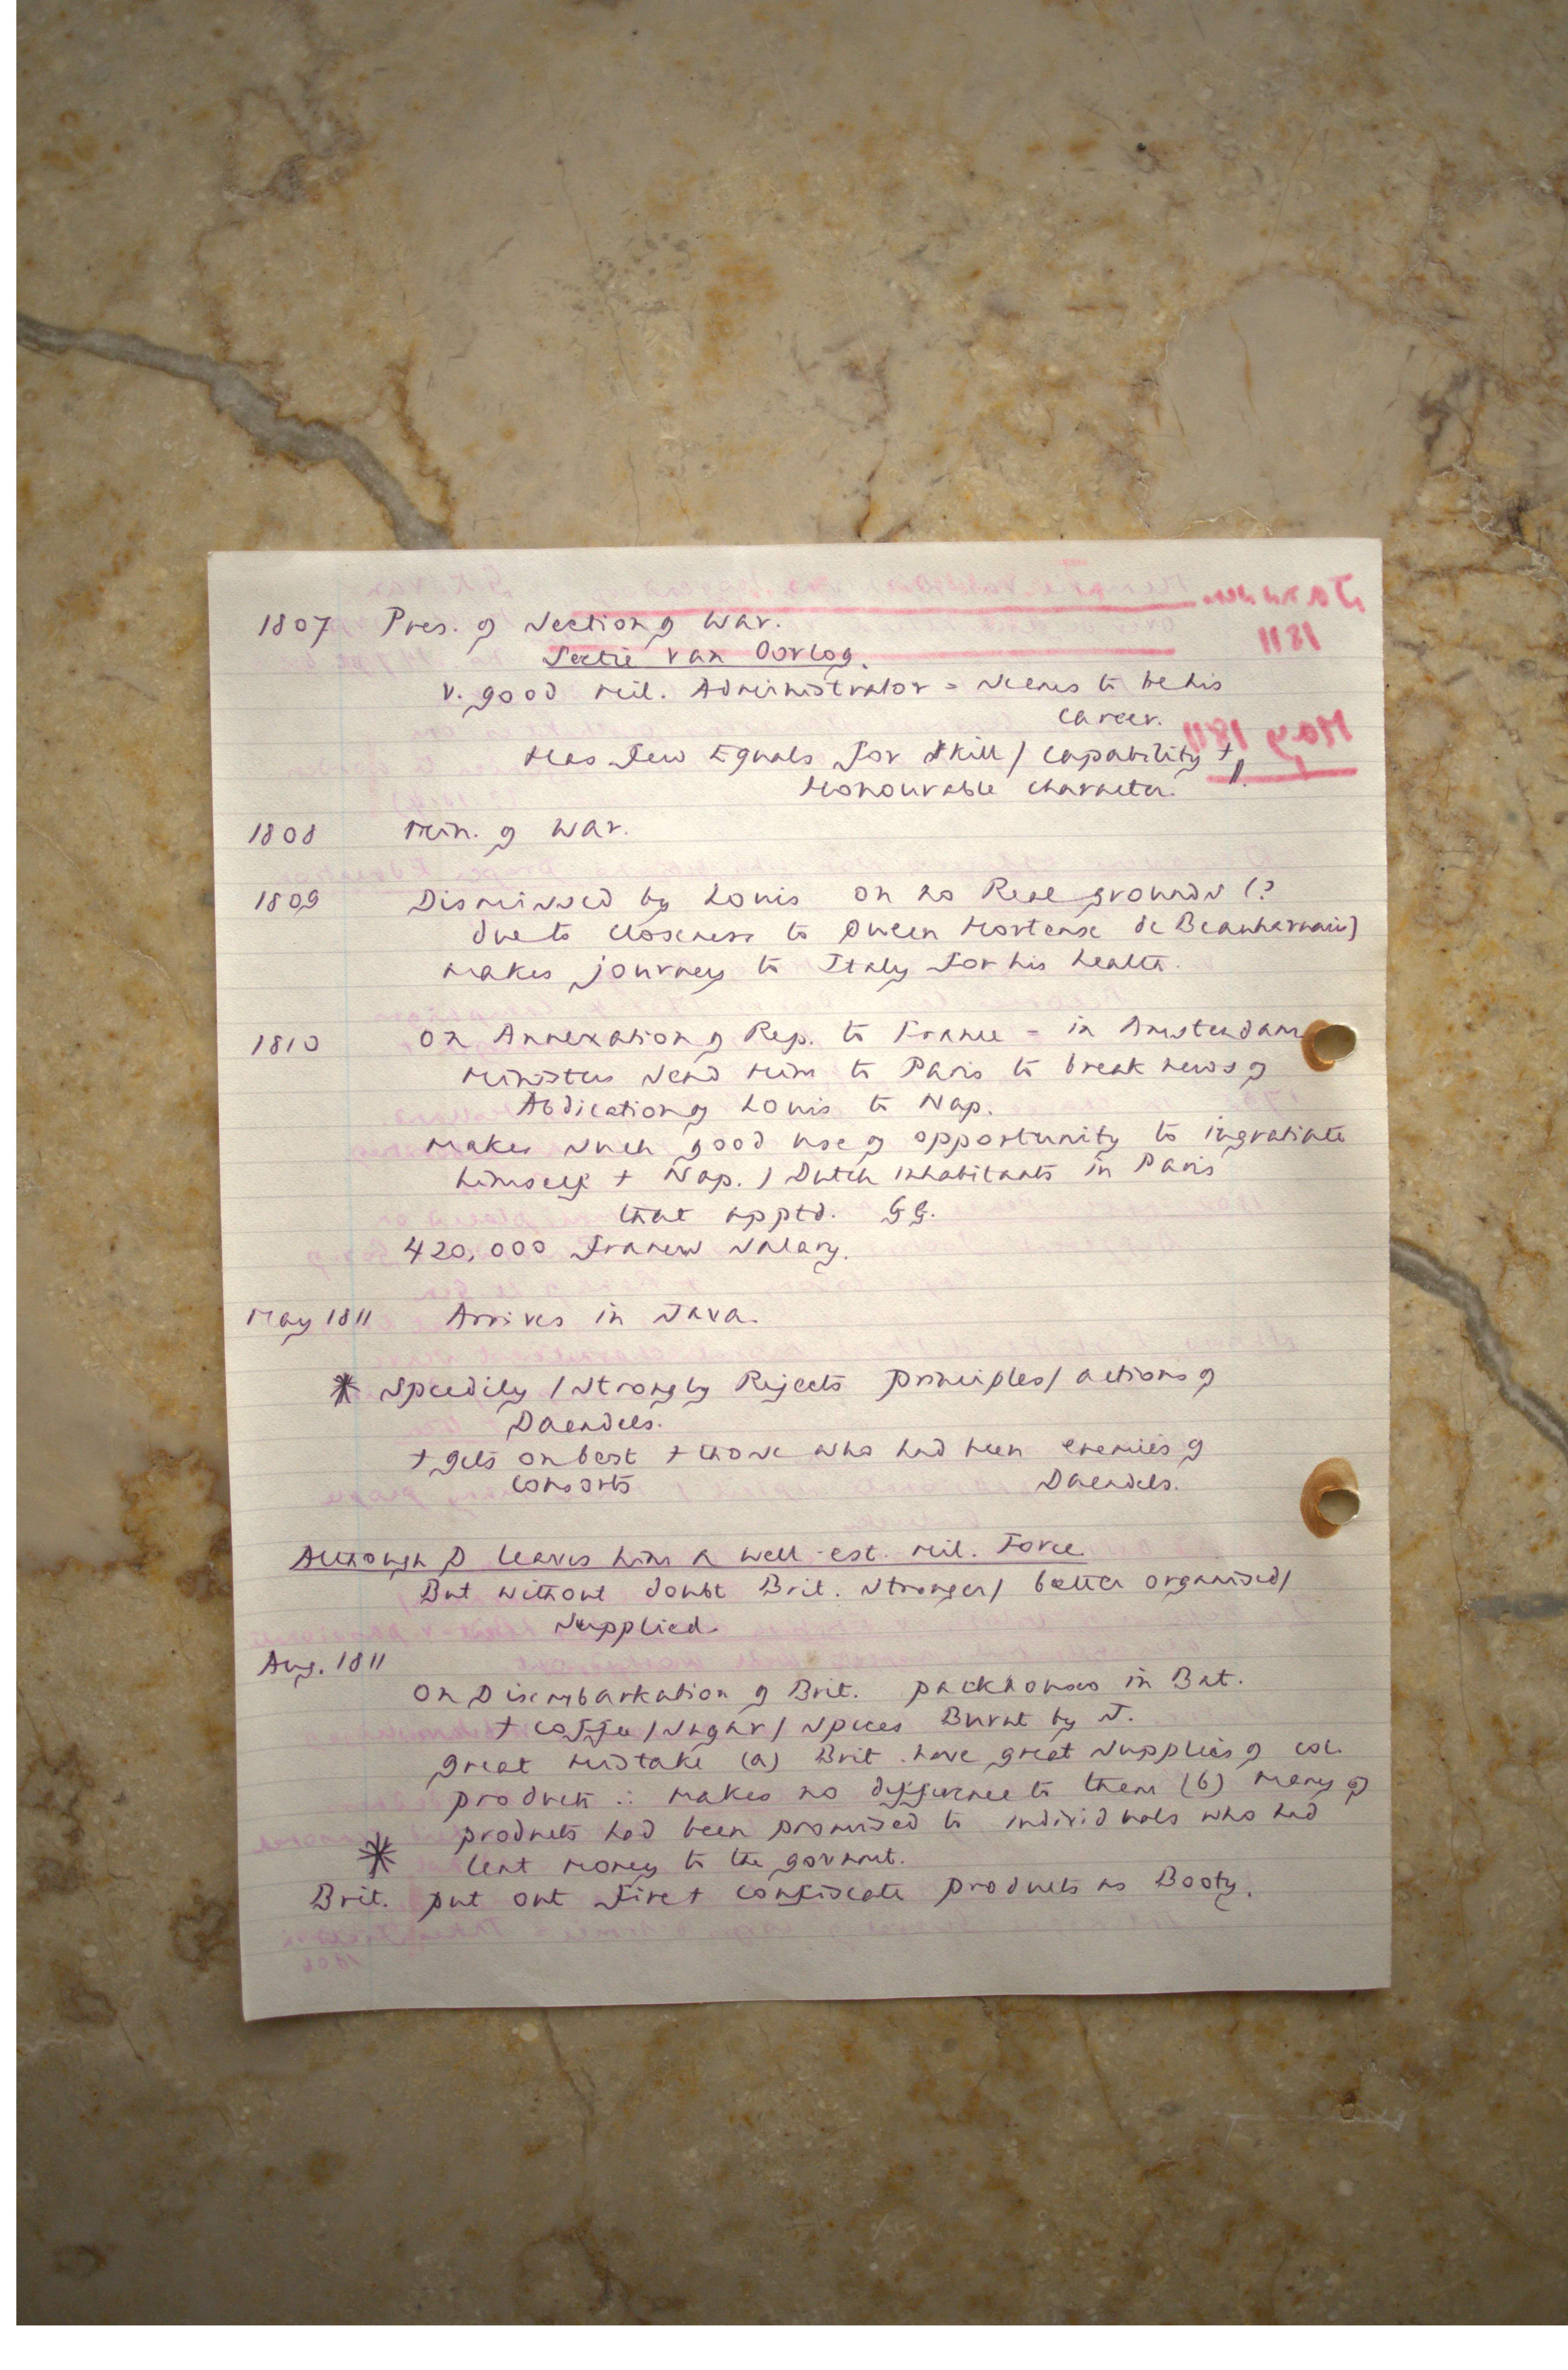 1807 Pres. of Section of War.
Sectie van Oorlog.
v. good Mil. Administrator = seems to be his
career.
Has few Equals for skill / capability +
Honourable character.
1808 Min. of War.
1809 Dismissed by Louis on no Real grounds (?
due to closeness to Queen Hortense de Beauharnais)
makes journey to Italy for his health.
1810 On Annexation of Rep. to France = in Amsterdam
Ministers send him to Paris to break news of
Abdication of Louis to Nap.
makes such good use of opportunity to ingratiate
himself + Nap. / Dutch inhabitants in Paris
that apptd. GG.
420,000 Francs salary.
May 1811 Arrives in Java.
* Speedily / strongly Rejects principles / actions of
Daendels.
+ gets on best + those who had been enemies of
consorts Daendels.
Although D leaves him a well-est. Mil. Force
But without doubt Brit. stronger / better organised /
supplied.
Aug. 1811
On Disembarkation of Brit. packhouses in Bat.
+ coffee / sugar / spices Burnt by J.
great mistake (a) Brit. have great supplies of col.
products ∴ makes no difference to them (b) many of
products had been promised to individuals who had
* lent money to the govnmt.
Brit. put out fire + confiscate products as Booty.